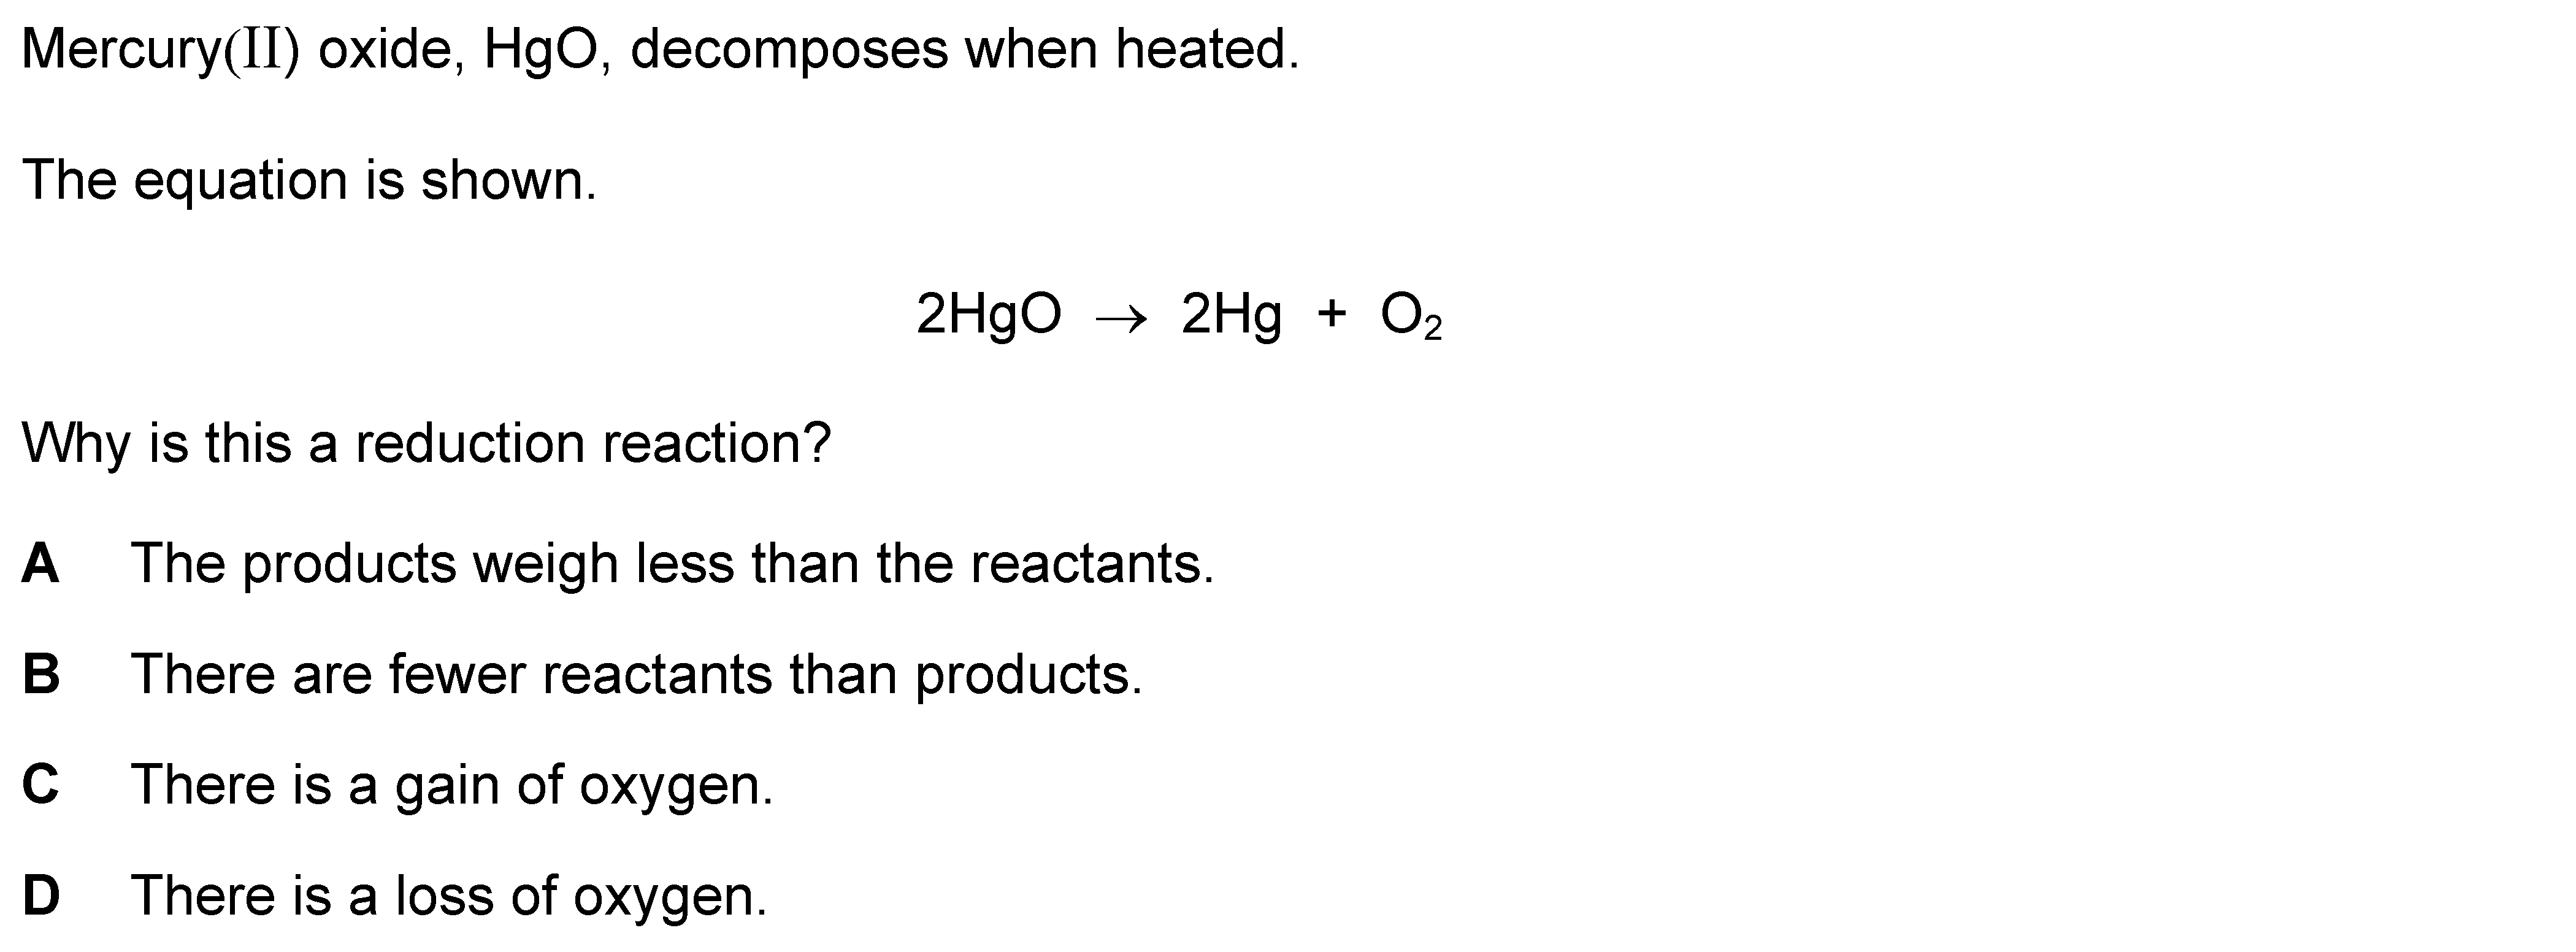 Mercury(II) oxide, HgO, decomposes when heated.
The equation is shown.
2HgO → 2Hg + O₂
Why is this a reduction reaction?
A The products weigh less than the reactants.
B There are fewer reactants than products.
C There is a gain of oxygen.
D There is a loss of oxygen.